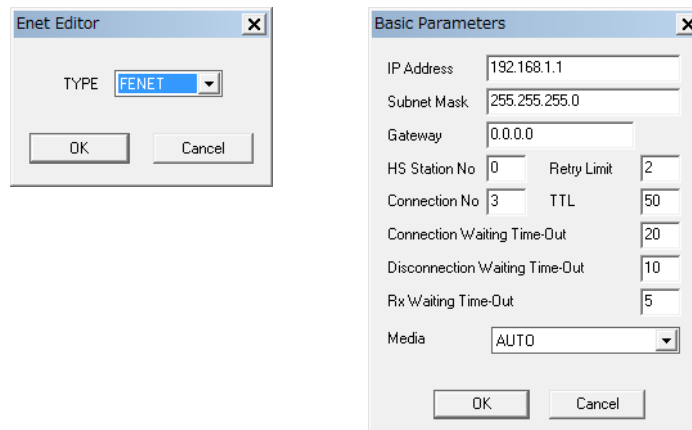 Enet Editor
TYPE FENET
OK Cancel
Basic Parameters
IP Address 192.168.1.1
Subnet Mask 255.255.255.0
Gateway 0.0.0.0
HS Station No 0 Retry Limit 2
Connection No 3 TTL 50
Connection Waiting Time-Out 20
Disconnection Waiting Time-Out 10
Rx Waiting Time-Out 5
Media AUTO
OK Cancel